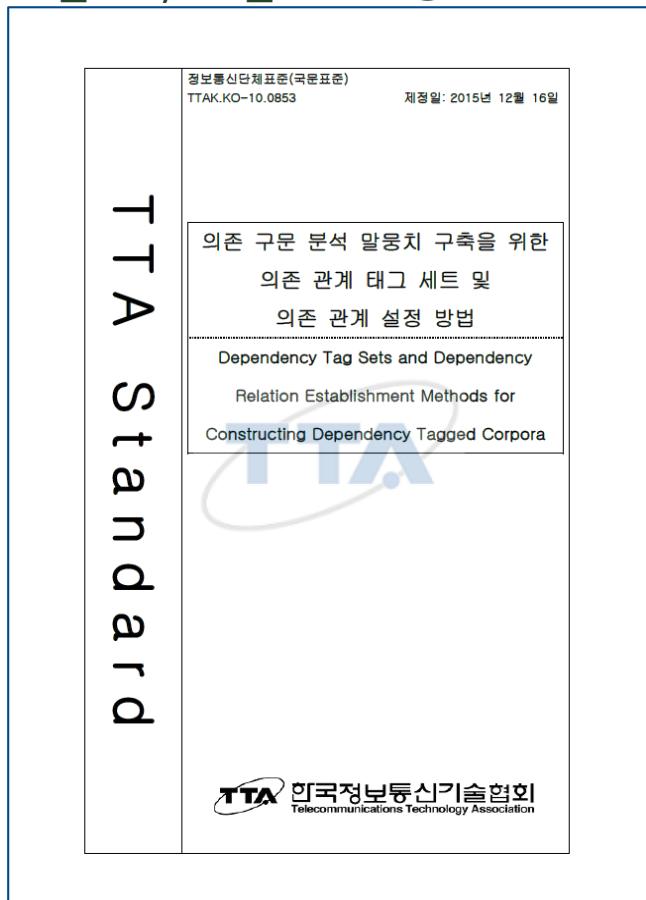 정보통신단체표준(국문표준)
TTAK.KO-10.0853
제정일: 2015년 12월 16일
TTA Standard
의존 구문 분석 말뭉치 구축을 위한
의존 관계 태그 세트 및
의존 관계 설정 방법
Dependency Tag Sets and Dependency
Relation Establishment Methods for
Constructing Dependency Tagged Corpora
TTA
TTA 한국정보통신기술협회
Telecommunications Technology Association